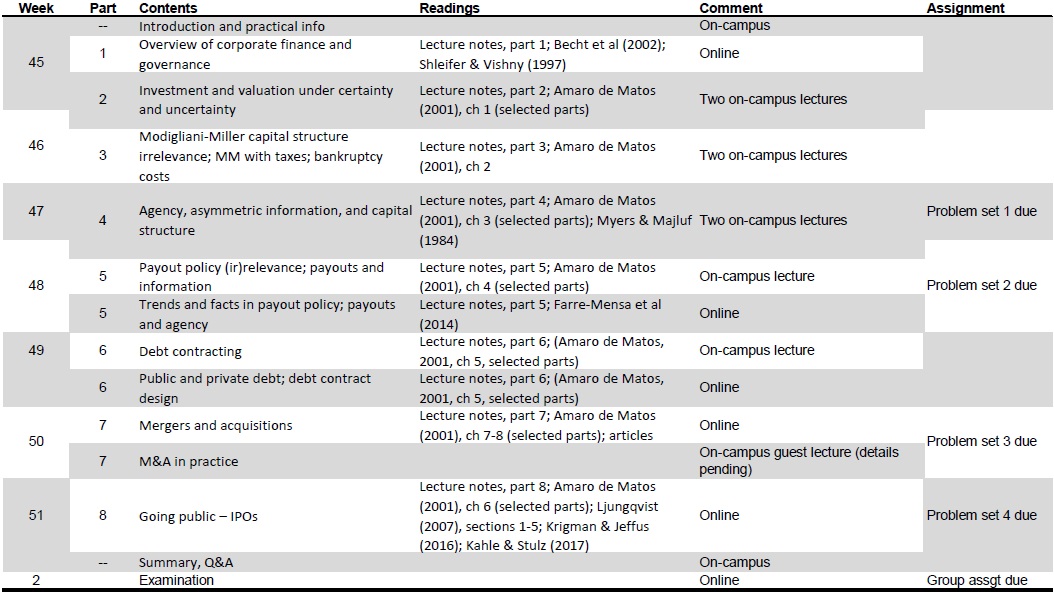 Week Part Contents Readings Comment Assignment
-- Introduction and practical info On-campus
45
1 Overview of corporate finance and governance Lecture notes, part 1; Becht et al (2002); Shleifer & Vishny (1997) Online
2 Investment and valuation under certainty and uncertainty Lecture notes, part 2; Amaro de Matos (2001), ch 1 (selected parts) Two on-campus lectures
46
3 Modigliani-Miller capital structure irrelevance; MM with taxes; bankruptcy costs Lecture notes, part 3; Amaro de Matos (2001), ch 2 Two on-campus lectures
47
4 Agency, asymmetric information, and capital structure Lecture notes, part 4; Amaro de Matos (2001), ch 3 (selected parts); Myers & Majluf (1984) Two on-campus lectures Problem set 1 due
48
5 Payout policy (ir)relevance; payouts and information Lecture notes, part 5; Amaro de Matos (2001), ch 4 (selected parts) On-campus lecture Problem set 2 due
5 Trends and facts in payout policy; payouts and agency Lecture notes, part 5; Farre-Mensa et al (2014) Online
49
6 Debt contracting Lecture notes, part 6; (Amaro de Matos, 2001, ch 5, selected parts) On-campus lecture
6 Public and private debt; debt contract design Lecture notes, part 6; (Amaro de Matos, 2001, ch 5, selected parts) Online
50
7 Mergers and acquisitions Lecture notes, part 7; Amaro de Matos (2001), ch 7-8 (selected parts); articles Online Problem set 3 due
7 M&A in practice On-campus guest lecture (details pending)
51
8 Going public – IPOs Lecture notes, part 8; Amaro de Matos (2001), ch 6 (selected parts); Ljungqvist (2007), sections 1-5; Krigman & Jeffus (2016); Kahle & Stulz (2017) Online Problem set 4 due
-- Summary, Q&A On-campus
2 Examination Online Group assgt due